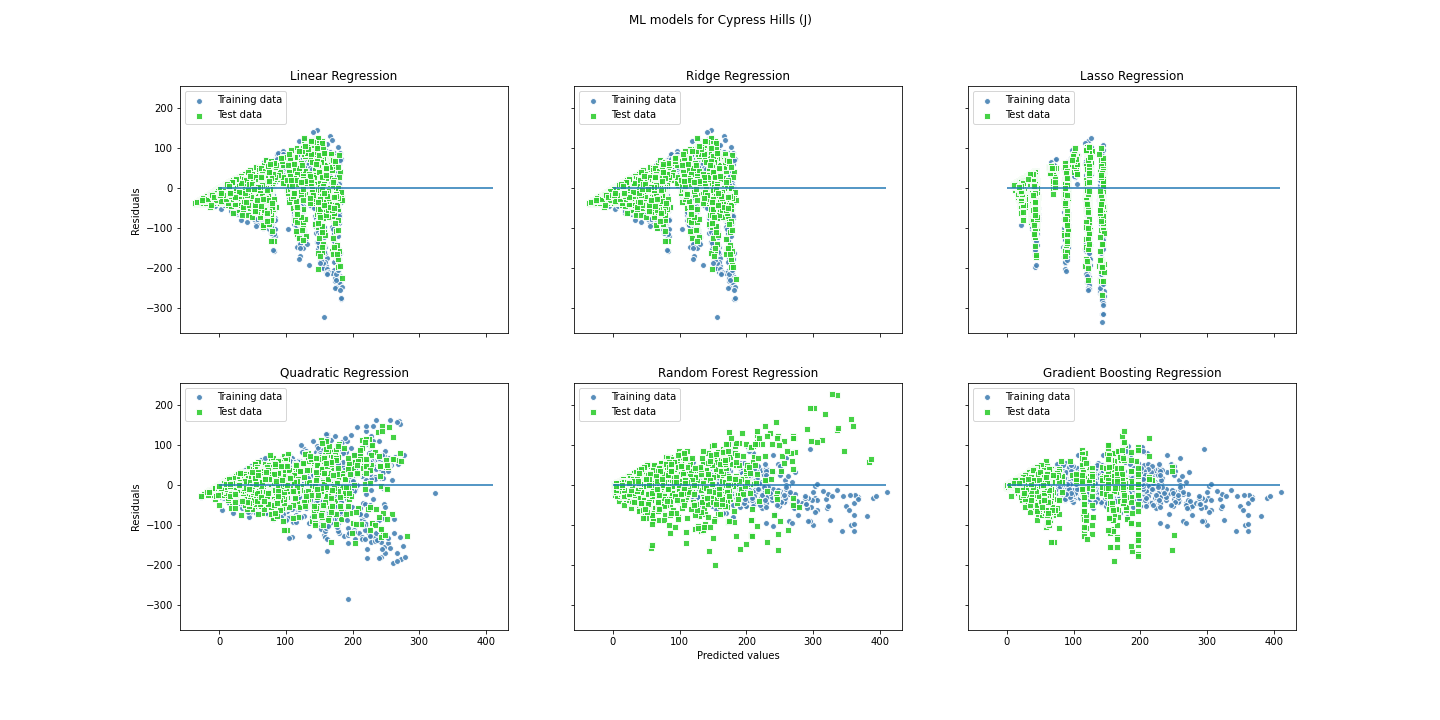 ML models for Cypress Hills (J)
Linear Regression
Training data
Test data
200
100
0
−100
−200
−300
Residuals
Ridge Regression
Training data
Test data
Lasso Regression
Training data
Test data
Quadratic Regression
Training data
Test data
200
100
0
−100
−200
−300
Residuals
0 100 200 300 400
Random Forest Regression
Training data
Test data
0 100 200 300 400
Predicted values
Gradient Boosting Regression
Training data
Test data
0 100 200 300 400